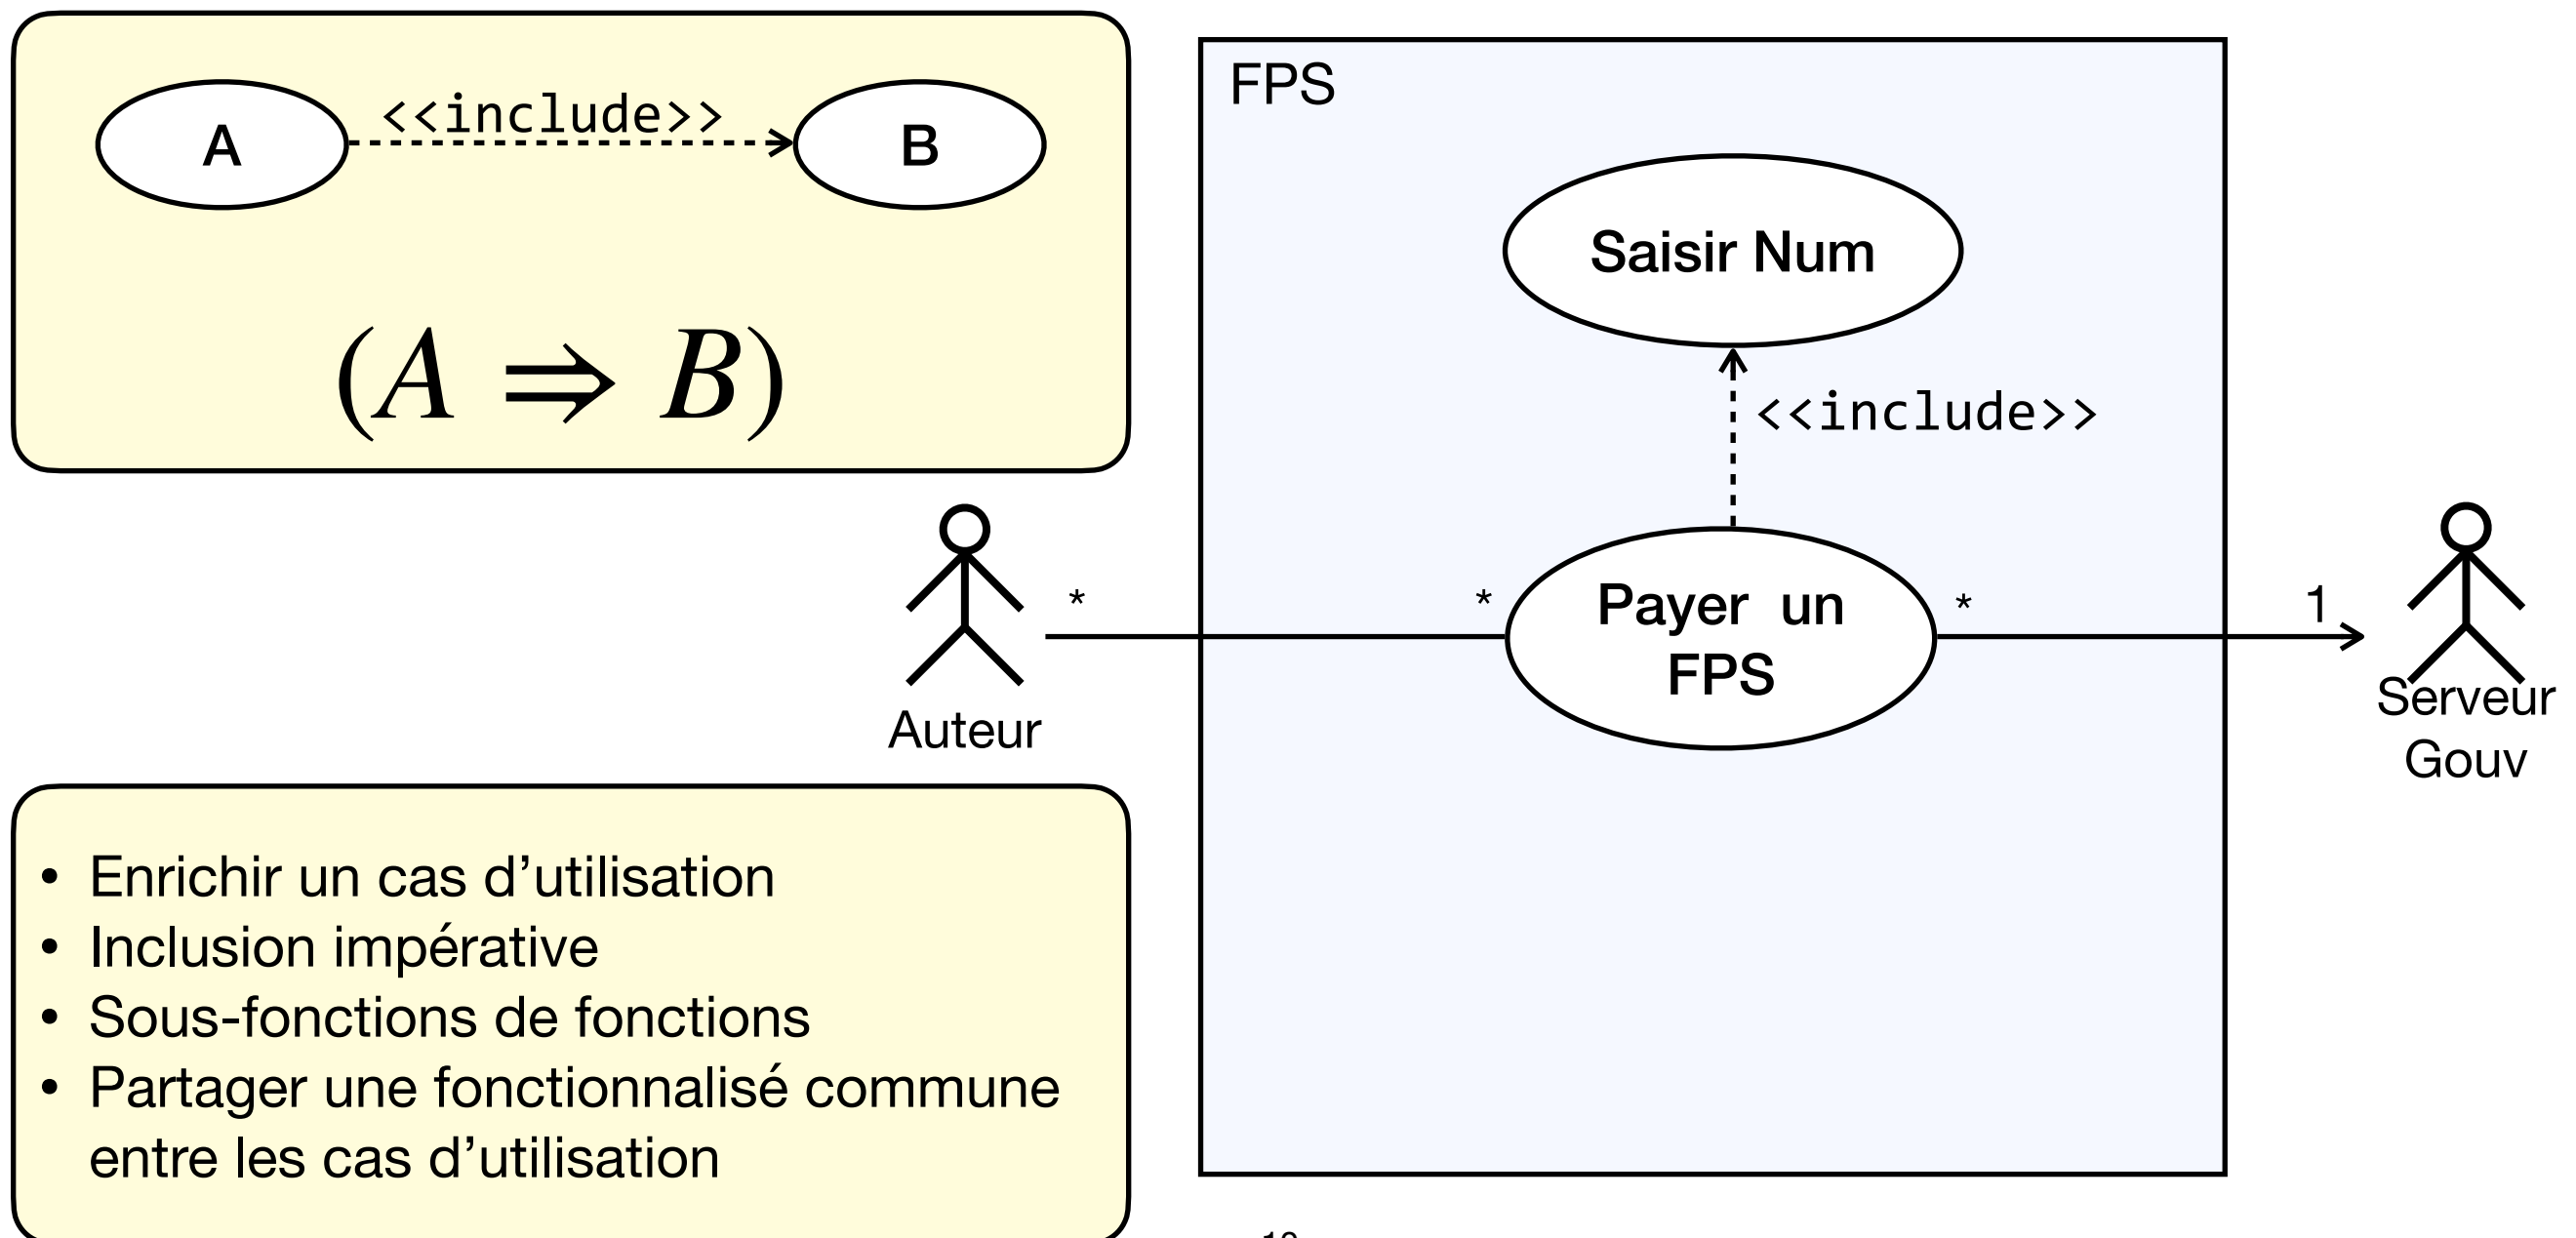 A <<include>> B
(A ⇒ B)
FPS
Saisir Num
<<include>>
* * Payer un * 1
FPS
Auteur
Serveur
Gouv
• Enrichir un cas d’utilisation
• Inclusion impérative
• Sous-fonctions de fonctions
• Partager une fonctionnalisé commune
entre les cas d’utilisation